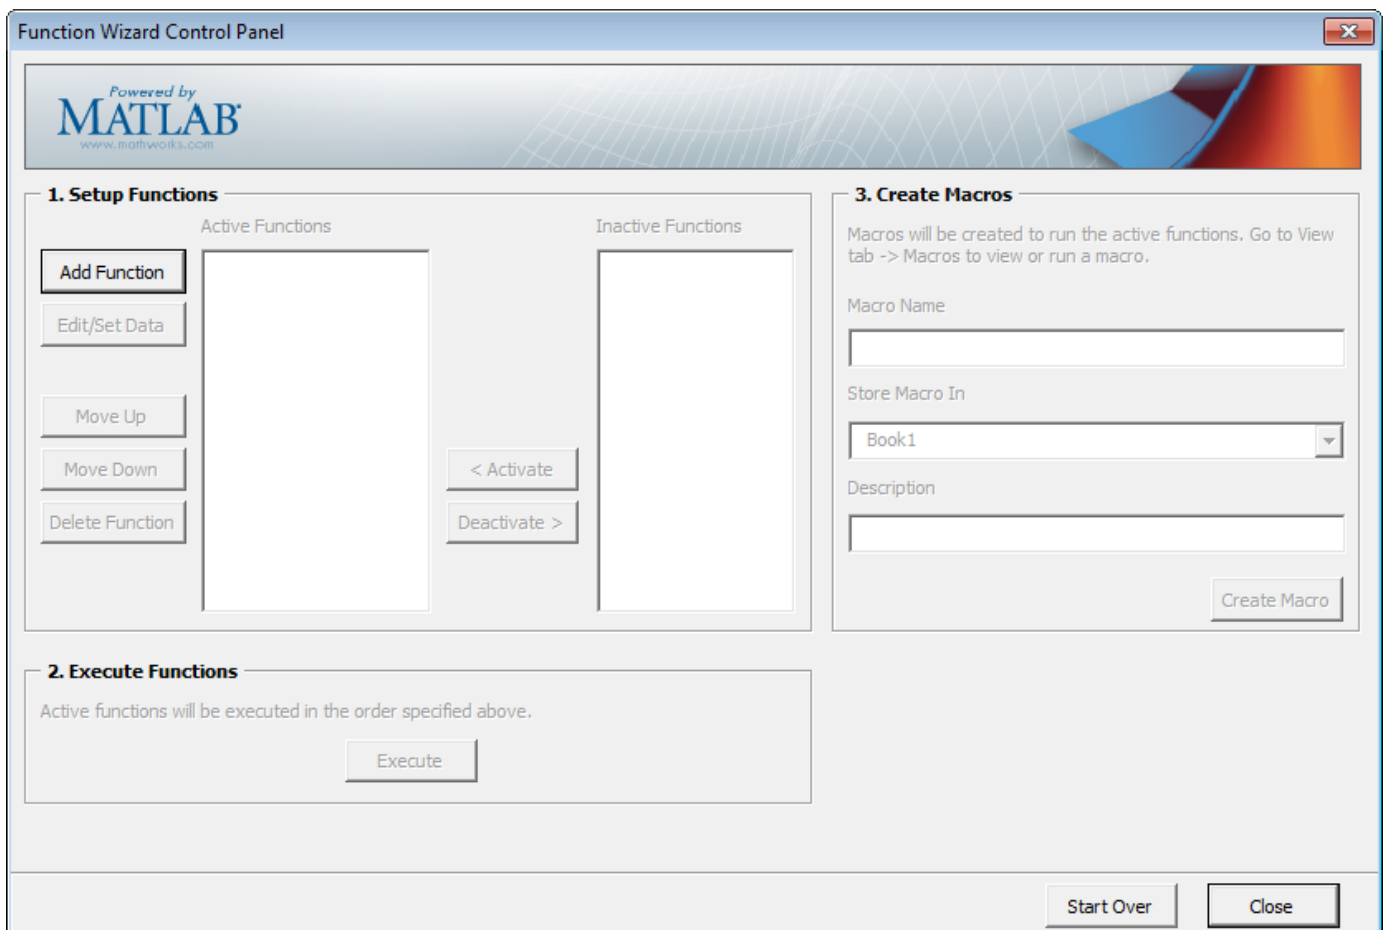 Function Wizard Control Panel
Powered by
MATLAB®
www.mathworks.com
1. Setup Functions
Active Functions
Inactive Functions
Add Function
Edit/Set Data
Move Up
Move Down
Delete Function
< Activate
Deactivate >
2. Execute Functions
Active functions will be executed in the order specified above.
Execute
3. Create Macros
Macros will be created to run the active functions. Go to View
tab -> Macros to view or run a macro.
Macro Name
Store Macro In
Book1
Description
Create Macro
Start Over
Close